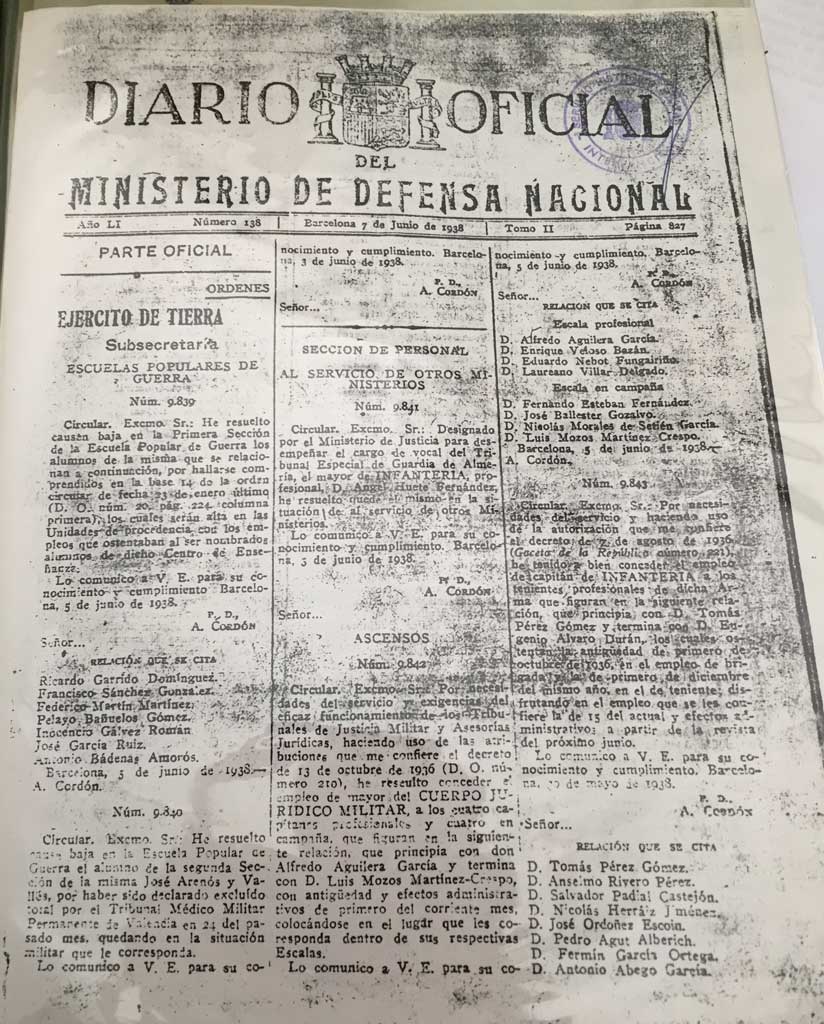 DIARIO OFICIAL
DEL
MINISTERIO DE DEFENSA NACIONAL
Año LI Número 138 Barcelona 7 de Junio de 1938 Tomo II Página 827
PARTE OFICIAL
ORDENES
EJERCITO DE TIERRA
Subsecretaría
ESCUELAS POPULARES DE
GUERRA
Núm. 9.839
Circular. Excmo. Sr.: He resuelto
causen baja en la Primera Sección
de la Escuela Popular de Guerra los
alumnos de la misma que se relacio-
nan a continuación, por hallarse com-
prendidos en la base 14 de la orden
circular de fecha 23 de enero último
(D. O. núm. 20, pág. 224, columna
primera), los cuales serán alta en las
Unidades de procedencia, con los em-
pleos que ostentaban al ser nombrados
alumnos de dicho Centro de Ense-
ñanza.
Lo comunico a V. E. para su co-
nocimiento y cumplimiento Barcelo-
na, 5 de junio de 1938.
P. D.,
A. CORDÓN
Señor...
RELACIÓN QUE SE CITA
Ricardo Garrido Domínguez.
Francisco Sánchez González.
Federico Martín Martínez.
Pelayo Bañuelos Gómez.
Inocencio Gálvez Román
José García Ruiz.
Antonio Bádenas Amorós.
Barcelona, 5 de junio de 1938.—
A. Cordón.
Núm. 9.840
Circular. Excmo. Sr.: He resuelto
cause baja en la Escuela Popular de
Guerra el alumno de la segunda Sec-
ción de la misma José Arenós y Va-
llés, por haber sido declarado excluído
total por el Tribunal Médico Militar
Permanente de Valencia en 24 del pa-
sado mes, quedando en la situación
militar que le corresponda.
Lo comunico a V. E. para su co-
nocimiento y cumplimiento. Barcelo-
na, 3 de junio de 1938.
P. D.,
A. CORDÓN
Señor...
SECCION DE PERSONAL
AL SERVICIO DE OTROS MI-
NISTERIOS
Núm. 9.841
Circular. Excmo. Sr.: Designado
por el Ministerio de Justicia para des-
empeñar el cargo de vocal del Tri-
bunal Especial de Guardia de Alme-
ría, el mayor de INFANTERIA, pro-
fesional, D. Angel Huete Fernández,
he resuelto quede el mismo en la si-
tuación de al servicio de otros Mi-
nisterios.
Lo comunico a V. E. para su co-
nocimiento y cumplimiento. Barcelo-
na, 3 de junio de 1938.
P. D.,
A. CORDÓN
Señor...
ASCENSOS
Núm. 9.842
Circular. Excmo. Sr.: Por necesi-
dades del servicio y exigencias del
eficaz funcionamiento de los Tribu-
nales de Justicia Militar y Asesorías
Jurídicas, haciendo uso de las atri-
buciones que me confiere el decreto
de 13 de octubre de 1936 (D. O. nú-
mero 210), he resuelto conceder el
empleo de mayor del CUERPO JU-
RIDICO MILITAR, a los cuatro ca-
pitanes profesionales y cuatro en
campaña, que figuran en la siguien-
te relación, que principia con don
Alfredo Aguilera García y termina
con D. Luis Mozos Martínez-Crespo,
con antigüedad y efectos administra-
tivos de primero del corriente mes,
colocándose en el lugar que les co-
rresponda dentro de sus respectivas
Escalas.
Lo comunico a V. E. para su co-
nocimiento y cumplimiento. Barcelo-
na, 5 de junio de 1938.
P. D.,
A. CORDÓN
Señor...
RELACIÓN QUE SE CITA
Escala profesional
D. Alfredo Aguilera García.
D. Enrique Veloso Bazán.
D. Eduardo Nebot Fungairiño.
D. Laureano Villar Delgado.
Escala en campaña
D. Fernando Esteban Fernández.
D. José Ballester Gozalvo.
D. Nicolás Morales de Setién García.
D. Luis Mozos Martínez Crespo.
Barcelona, 5 de junio de 1938.—
A. Cordón.
Núm. 9.843
Circular. Excmo. Sr.: Por nece-
sidades del servicio y haciendo uso
de la autorización que me confiere
el decreto de 7 de agosto de 1936
(Gaceta de la República número 221),
he tenido a bien conceder el empleo
de capitán de INFANTERIA a los
tenientes profesionales de dicha Ar-
ma que figuran en la siguiente rela-
ción, que principia con D. Tomás
Pérez Gómez y termina con D. Eu-
genio Alvaro Durán, los cuales os-
tentan la antigüedad de primero de
octubre de 1936, en el empleo de bri-
gada y la de primero de diciembre
del mismo año, en el de teniente; dis-
frutando en el empleo que se les con-
fiere la de 15 del actual y efectos ad-
ministrativos a partir de la revista
del próximo junio.
Lo comunico a V. E. para su co-
nocimiento y cumplimiento. Barcelo-
na, de mayo de 1938.
P. D.,
A. CORDÓN
Señor...
RELACIÓN QUE SE CITA
D. Tomás Pérez Gómez.
D. Anselmo Rivero Pérez.
D. Salvador Padial Castejón.
D. Nicolás Herráiz Jiménez.
D. José Ordoñez Escoin.
D. Pedro Agut Alberich.
D. Fermín García Ortega.
D. Antonio Abego García.